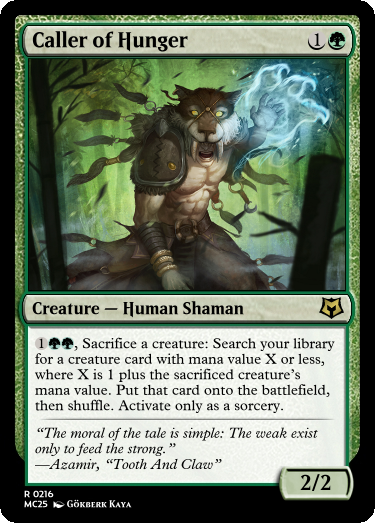 Caller of Hunger 1
Creature — Human Shaman
1, Sacrifice a creature: Search your library
for a creature card with mana value X or less,
where X is 1 plus the sacrificed creature's
mana value. Put that card onto the battlefield,
then shuffle. Activate only as a sorcery.
“The moral of the tale is simple: The weak exist
only to feed the strong.”
—Azamir, “Tooth And Claw”
2/2
R 0216
MC25 Gökberk Kaya